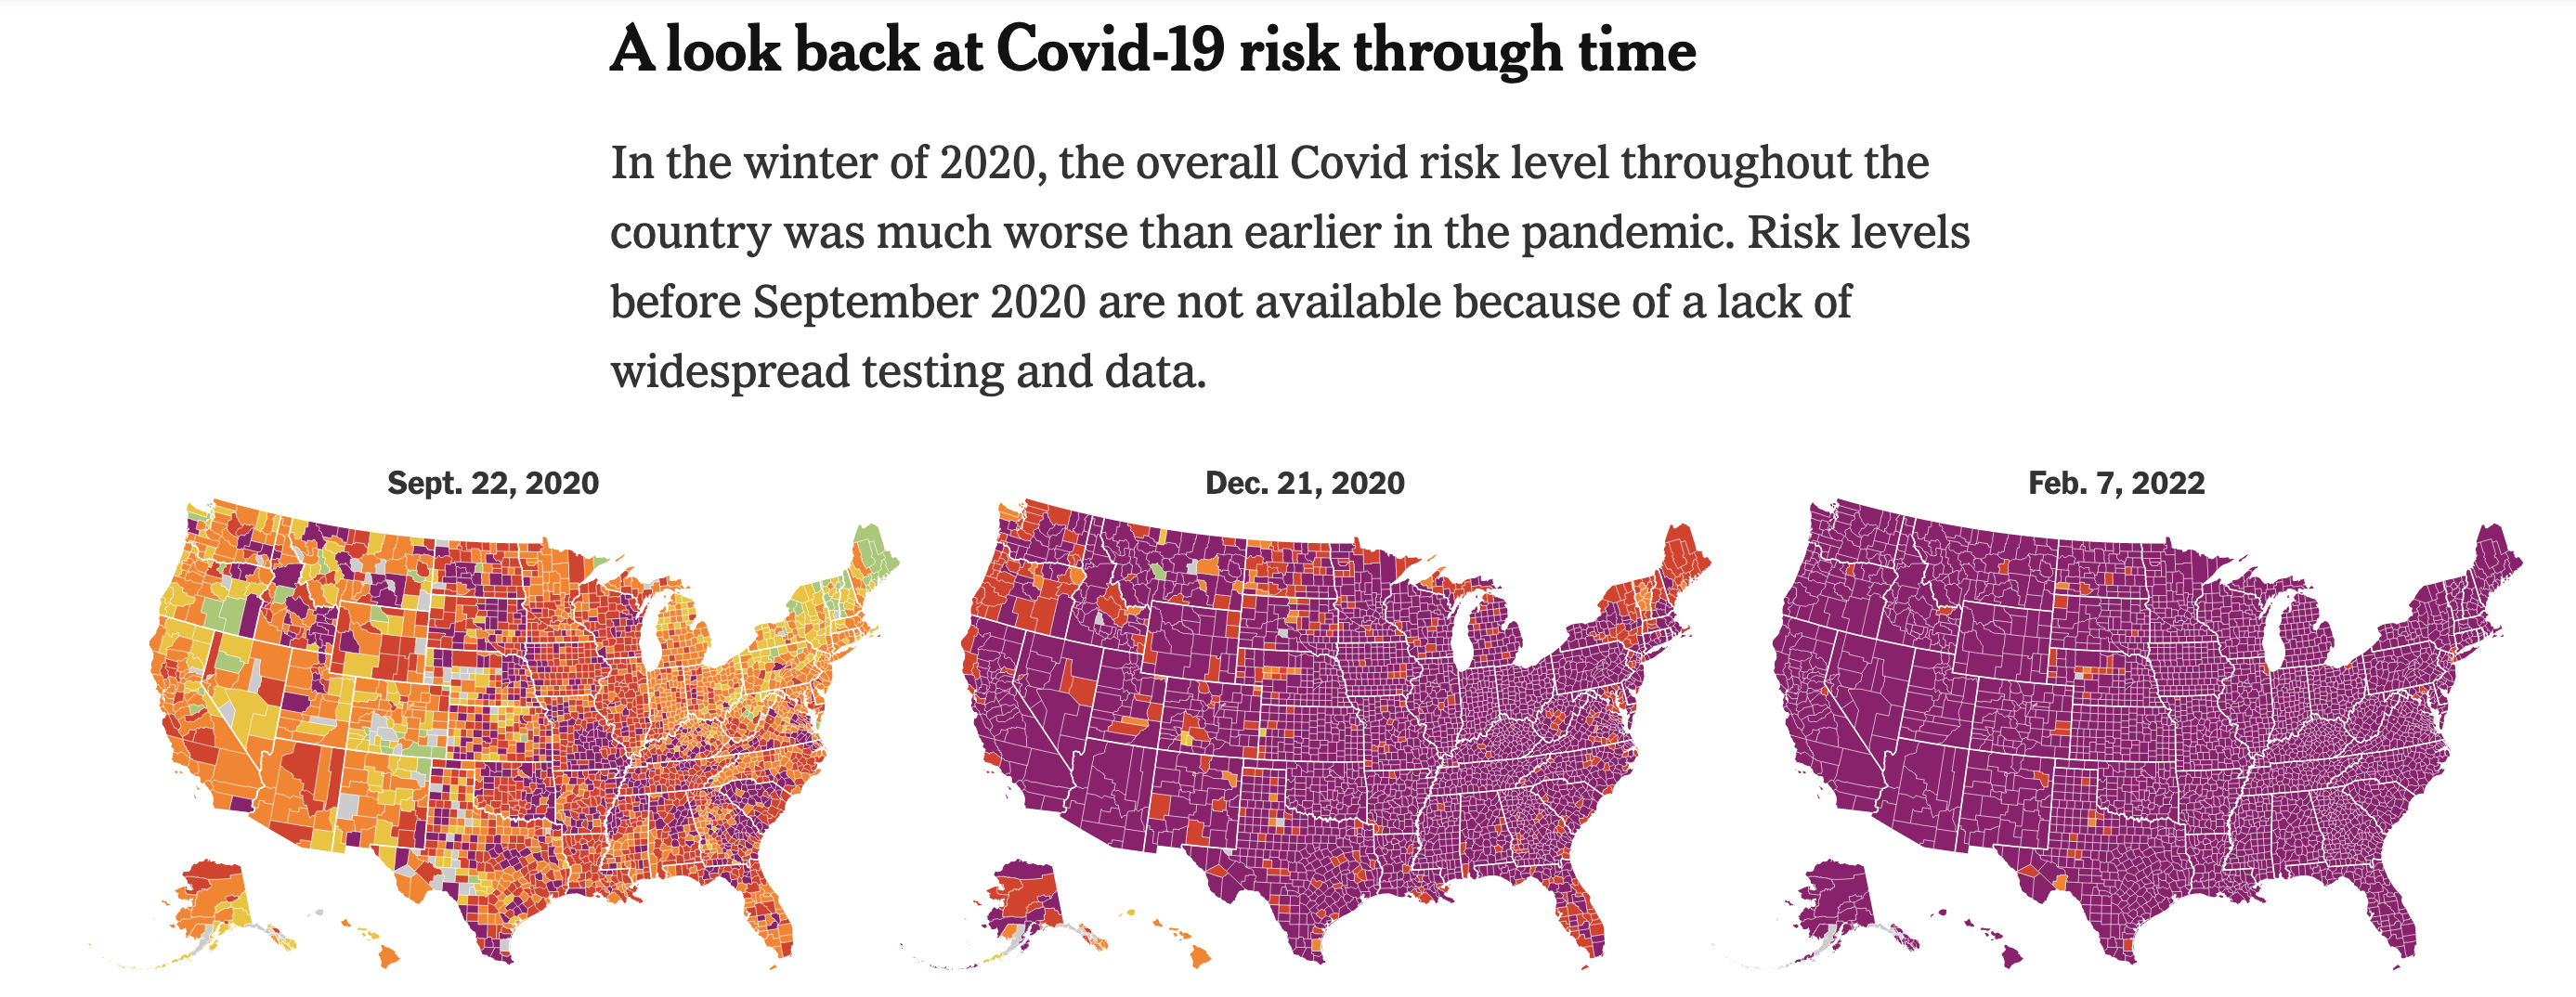 A look back at Covid-19 risk through time
In the winter of 2020, the overall Covid risk level throughout the
country was much worse than earlier in the pandemic. Risk levels
before September 2020 are not available because of a lack of
widespread testing and data.
Sept. 22, 2020
Dec. 21, 2020
Feb. 7, 2022